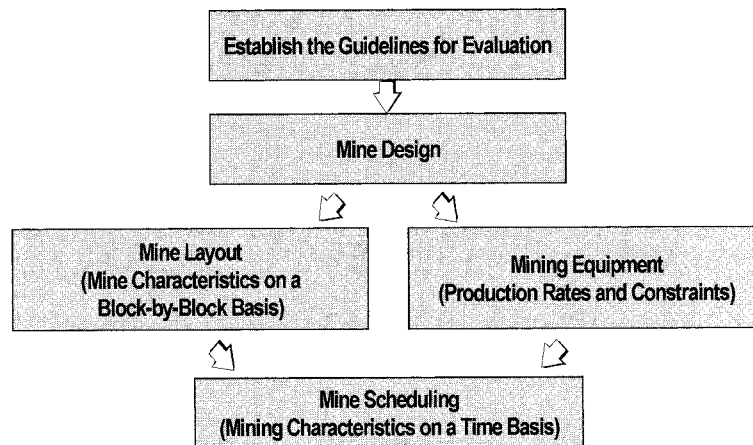 Establish the Guidelines for Evaluation
Mine Design
Mine Layout
(Mine Characteristics on a
Block-by-Block Basis)
Mining Equipment
(Production Rates and Constraints)
Mine Scheduling
(Mining Characteristics on a Time Basis)